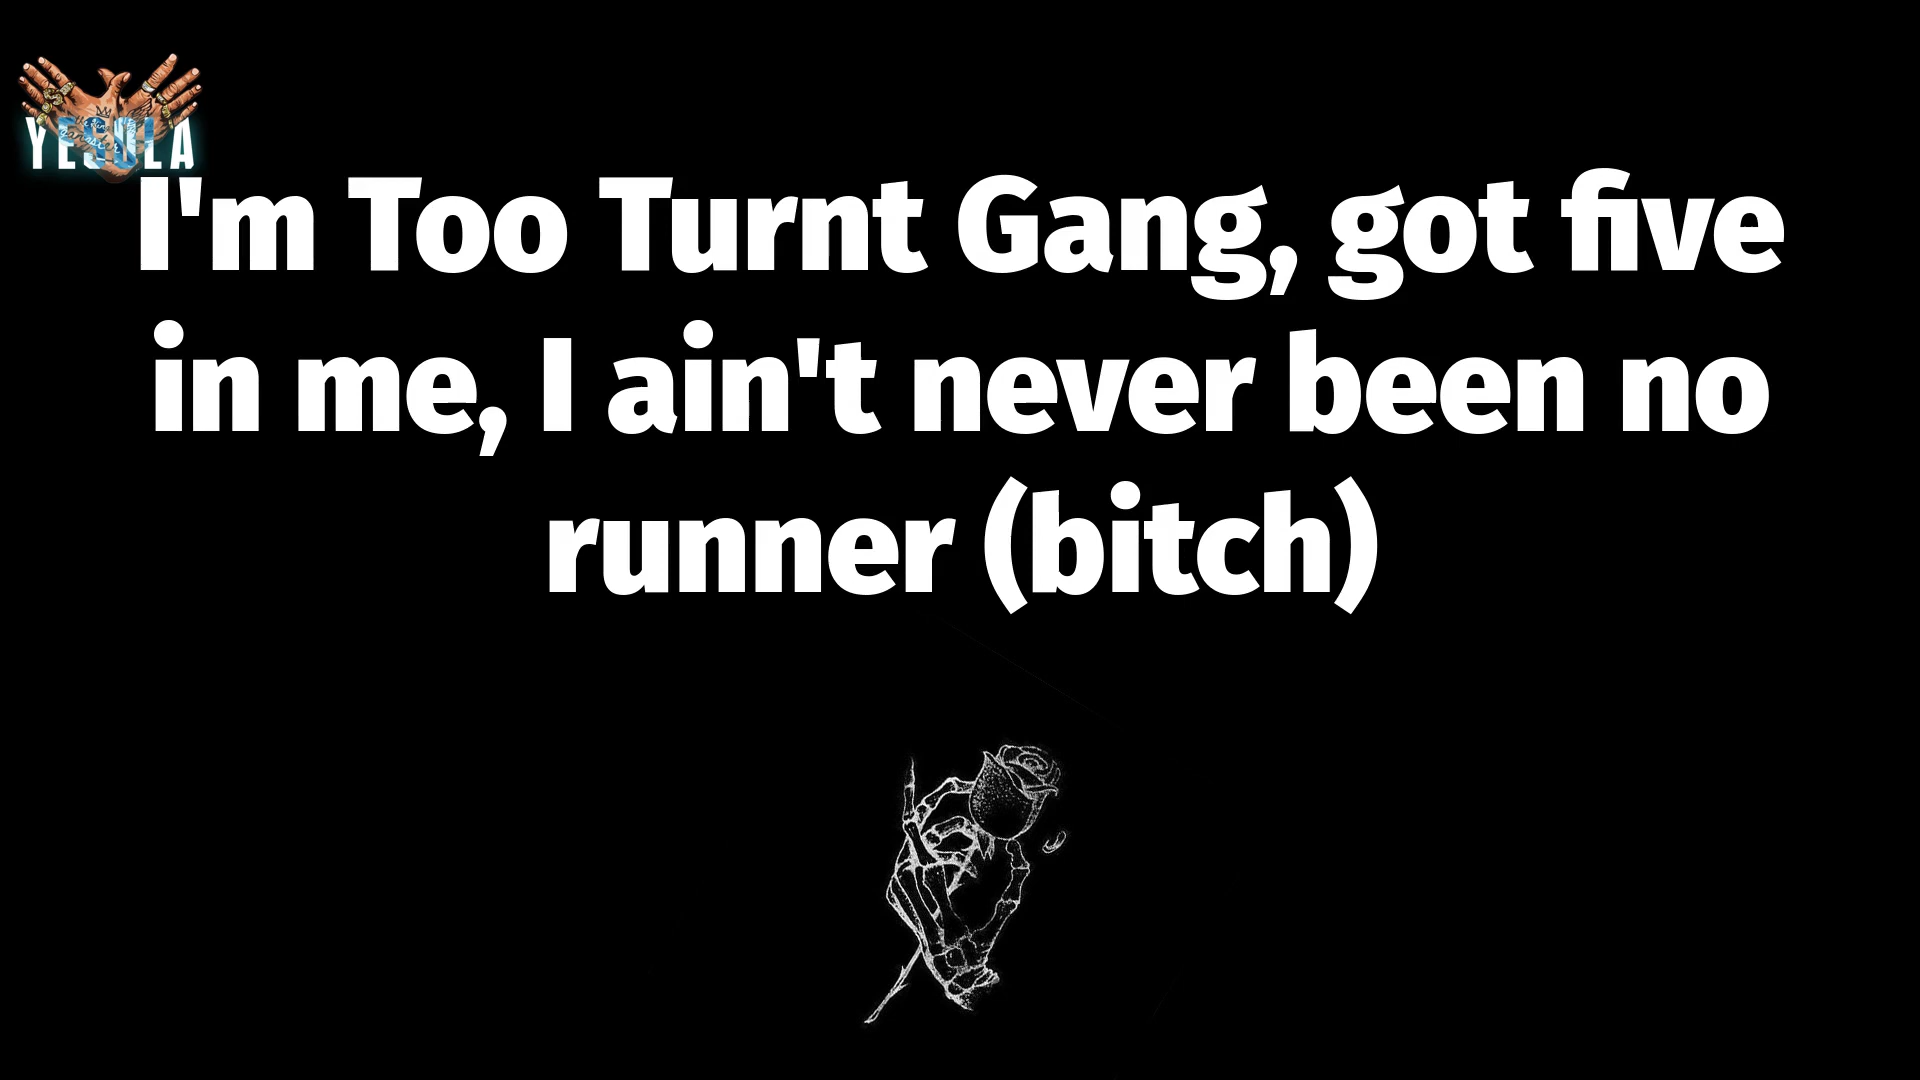 YESULA
I'm Too Turnt Gang, got five
in me, I ain't never been no
runner (bitch)